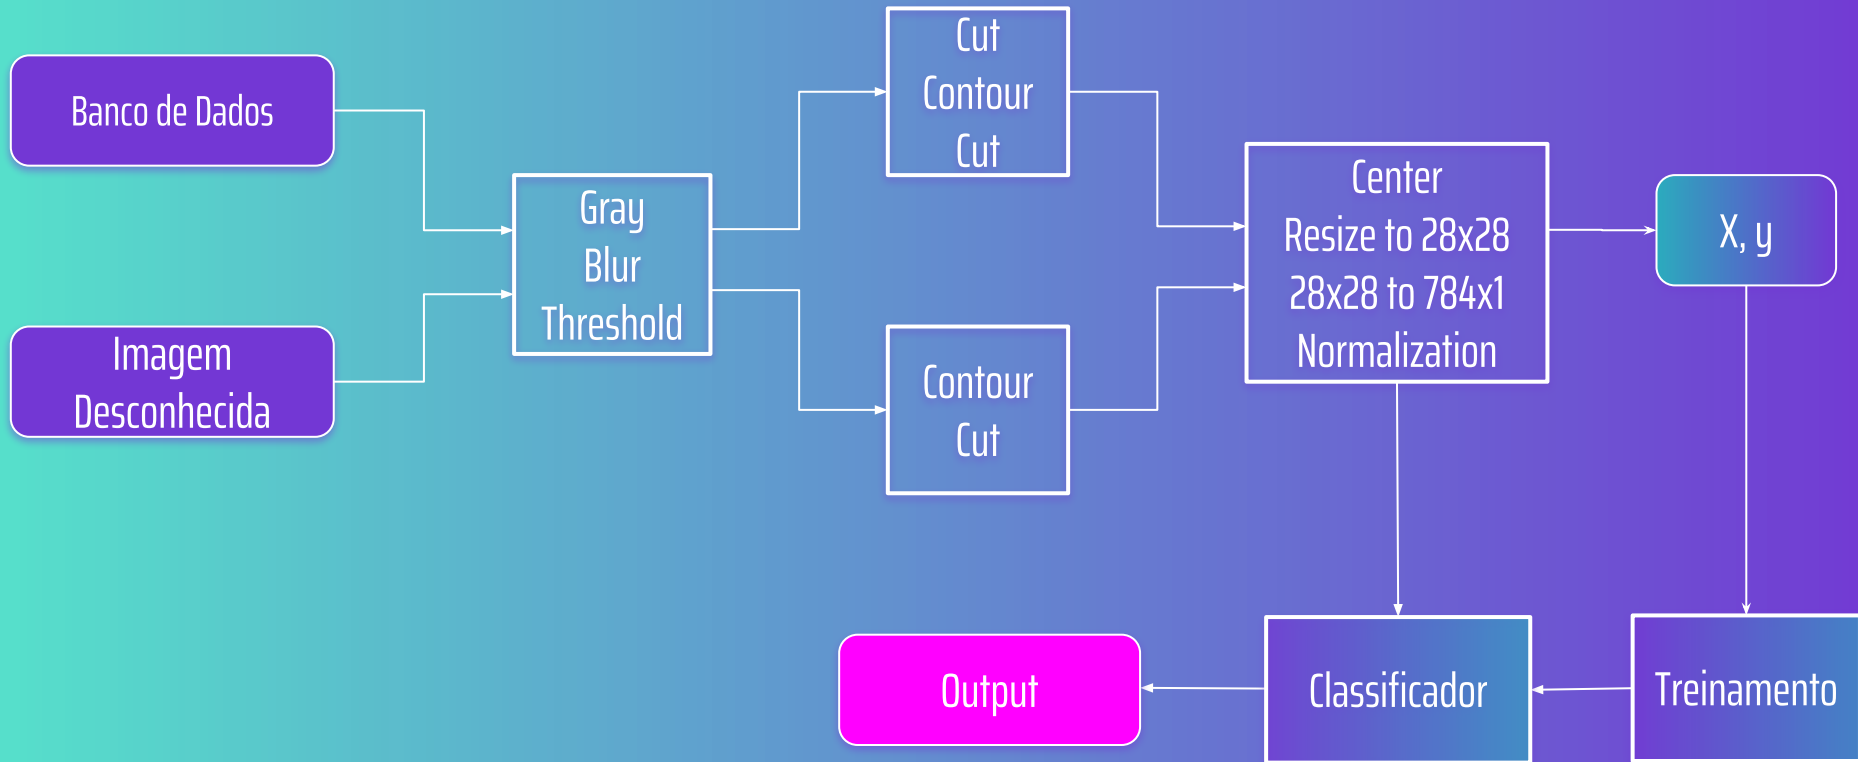 Banco de Dados
Imagem
Desconhecida
Gray
Blur
Threshold
Cut
Contour
Cut
Contour
Cut
Center
Resize to 28x28
28x28 to 784x1
Normalization
X, y
Treinamento
Classificador
Output